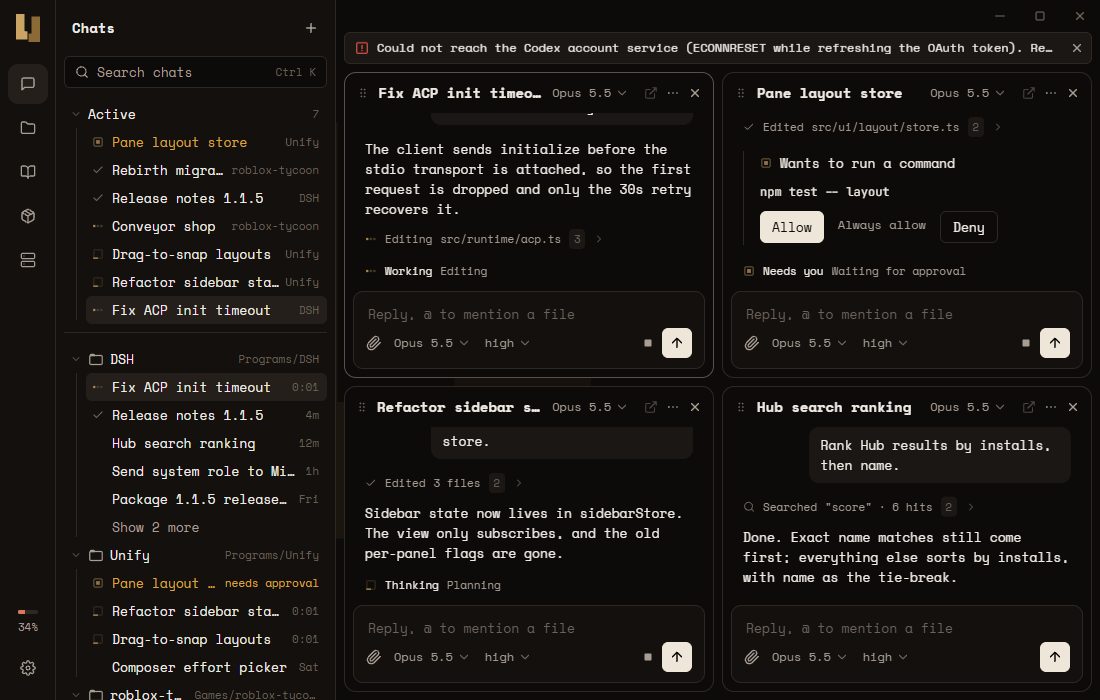 Chats
Search chats Ctrl K
Active 7
Pane layout store Unify
Rebirth migra… roblox-tycoon
Release notes 1.1.5 DSH
Conveyor shop roblox-tycoon
Drag-to-snap layouts Unify
Refactor sidebar sta… Unify
Fix ACP init timeout DSH
DSH Programs/DSH
Fix ACP init timeout 0:01
Release notes 1.1.5 4m
Hub search ranking 12m
Send system role to Mi… 1h
Package 1.1.5 release… Fri
Show 2 more
Unify Programs/Unify
Pane layout … needs approval
Refactor sidebar sta… 0:01
Drag-to-snap layouts 0:01
Composer effort picker Sat
roblox-t… Games/roblox-tyco…
34%
Could not reach the Codex account service (ECONNRESET while refreshing the OAuth token). Re…
Fix ACP init timeo… Opus 5.5
The client sends initialize before the
stdio transport is attached, so the first
request is dropped and only the 30s retry
recovers it.
Editing src/runtime/acp.ts 3
Working Editing
Reply, @ to mention a file
Opus 5.5 high
Pane layout store Opus 5.5
Edited src/ui/layout/store.ts 2
Wants to run a command
npm test -- layout
Allow Always allow Deny
Needs you Waiting for approval
Reply, @ to mention a file
Opus 5.5 high
Refactor sidebar s… Opus 5.5
store.
Edited 3 files 2
Sidebar state now lives in sidebarStore.
The view only subscribes, and the old
per-panel flags are gone.
Thinking Planning
Reply, @ to mention a file
Opus 5.5 high
Hub search ranking Opus 5.5
Rank Hub results by installs,
then name.
Searched "score" · 6 hits 2
Done. Exact name matches still come
first; everything else sorts by installs,
with name as the tie-break.
Reply, @ to mention a file
Opus 5.5 high